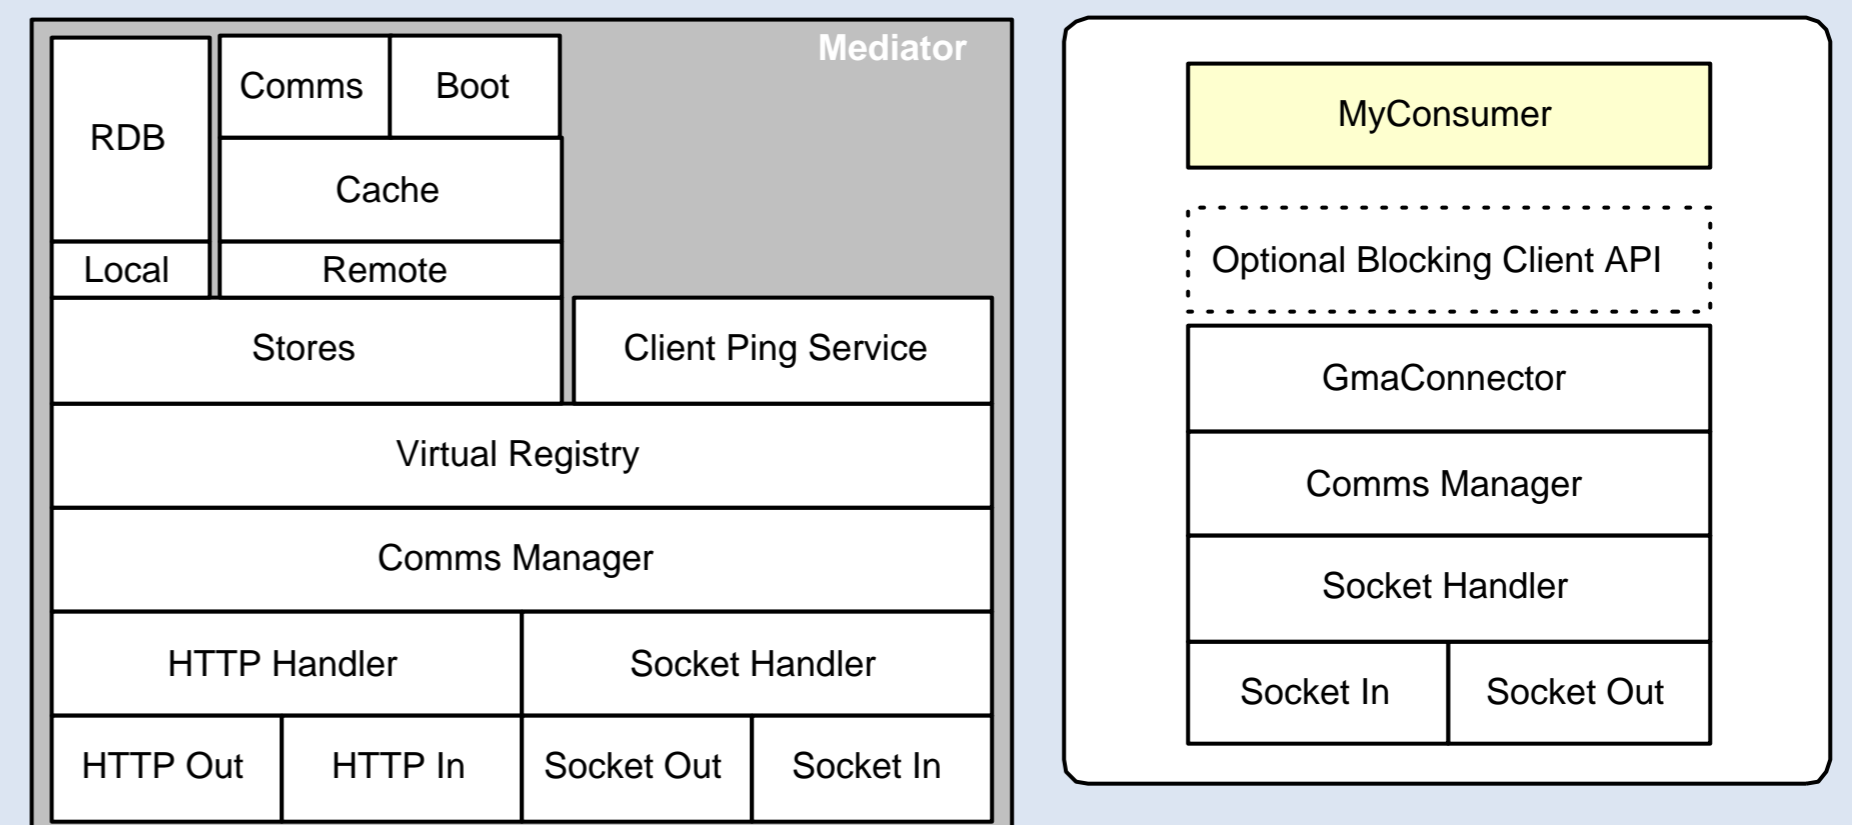 Mediator
RDB
Comms
Boot
Cache
Local
Remote
Stores
Client Ping Service
Virtual Registry
Comms Manager
HTTP Handler
Socket Handler
HTTP Out
HTTP In
Socket Out
Socket In
MyConsumer
Optional Blocking Client API
GmaConnector
Comms Manager
Socket Handler
Socket In
Socket Out